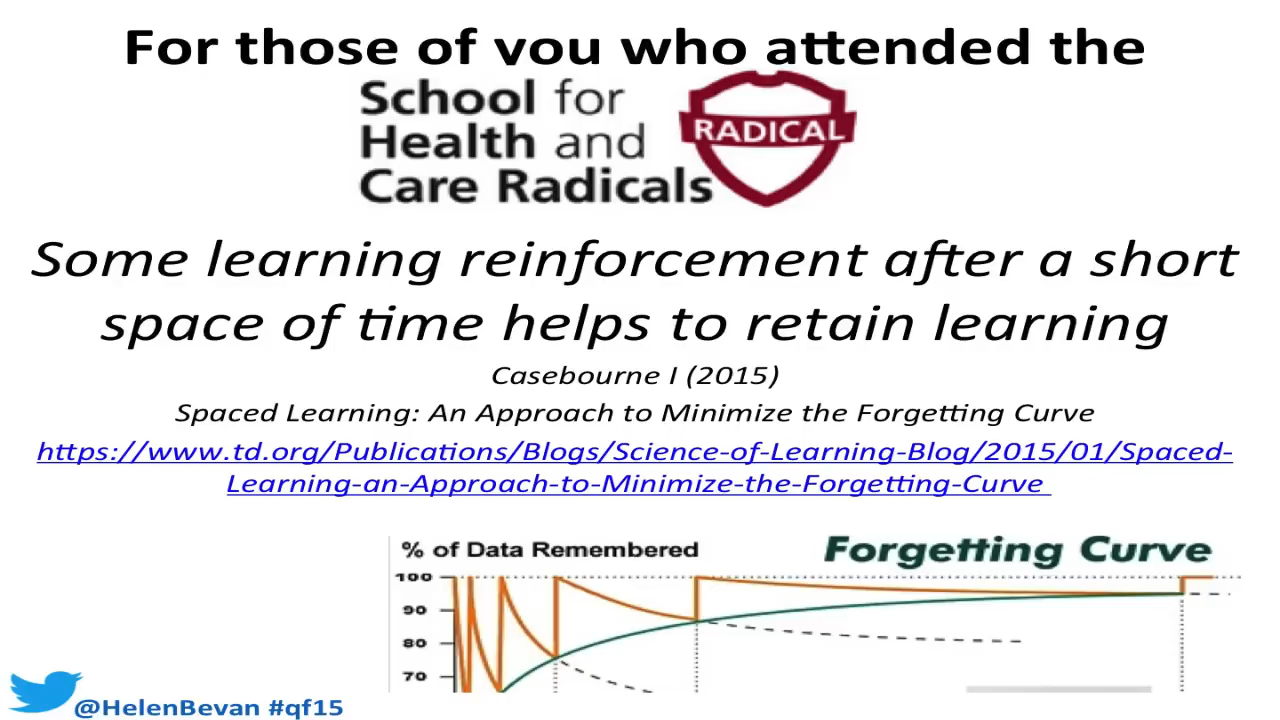 For those of you who attended the
School for
Health and
Care Radicals
RADICAL
Some learning reinforcement after a short
space of time helps to retain learning
Casebourne I (2015)
Spaced Learning: An Approach to Minimize the Forgetting Curve
https://www.td.org/Publications/Blogs/Science-of-Learning-Blog/2015/01/Spaced-
Learning-an-Approach-to-Minimize-the-Forgetting-Curve
% of Data Remembered
Forgetting Curve
100
90
80
70
@HelenBevan #qf15